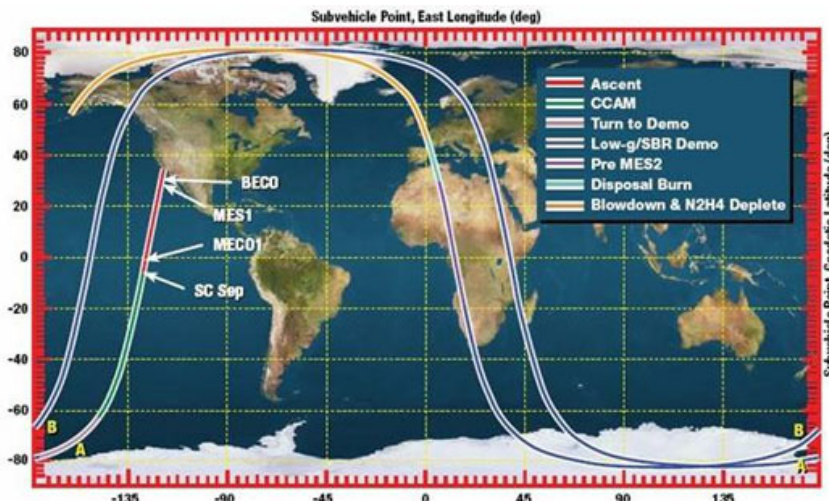 Subvehicle Point, East Longitude (deg)
80
60
40
20
0
-20
-40
-60
-80
Ascent
CCAM
Turn to Demo
Low-g/SBR Demo
Pre MES2
Disposal Burn
Blowdown & N2H4 Deplete
BECO
MES1
MECO1
SC Sep
B
A
B
A
-135
-90
-45
0
45
90
135